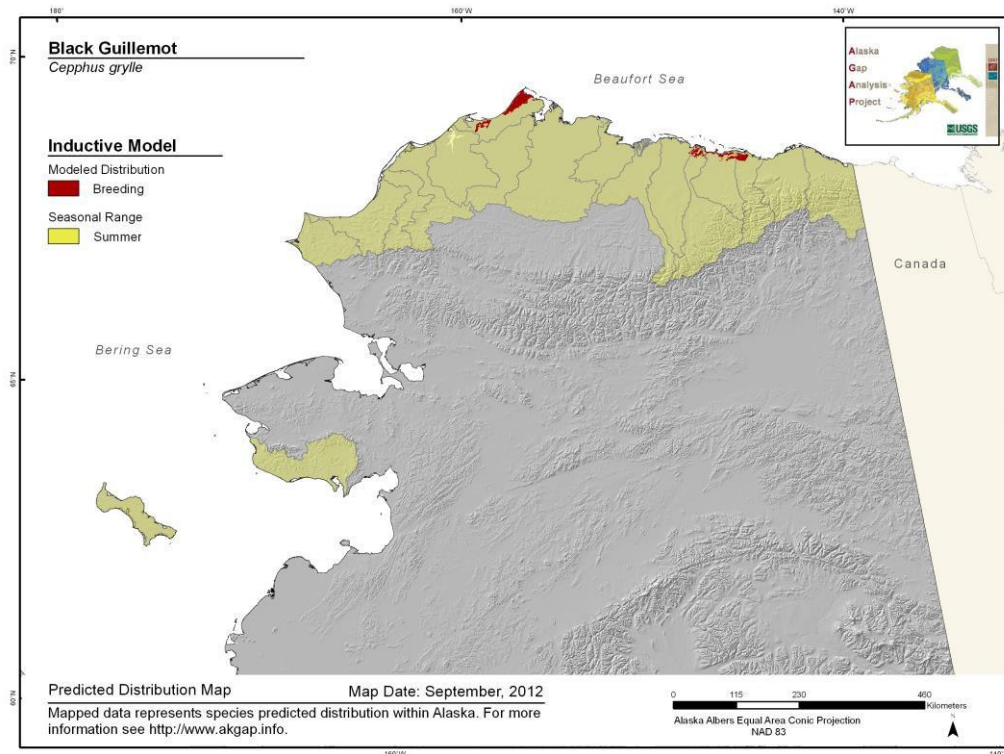 180°
160°W
140°W
70°N
Black Guillemot
Cepphus grylle
Beaufort Sea
Alaska
Gap
Analysis
Project
USGS
Inductive Model
Modeled Distribution
Breeding
Seasonal Range
Summer
Canada
Bering Sea
65°N
60°N
Predicted Distribution Map
Map Date: September, 2012
Mapped data represents species predicted distribution within Alaska. For more
information see http://www.akgap.info.
0 115 230 460
Kilometers
Alaska Albers Equal Area Conic Projection
NAD 83
N
160°W